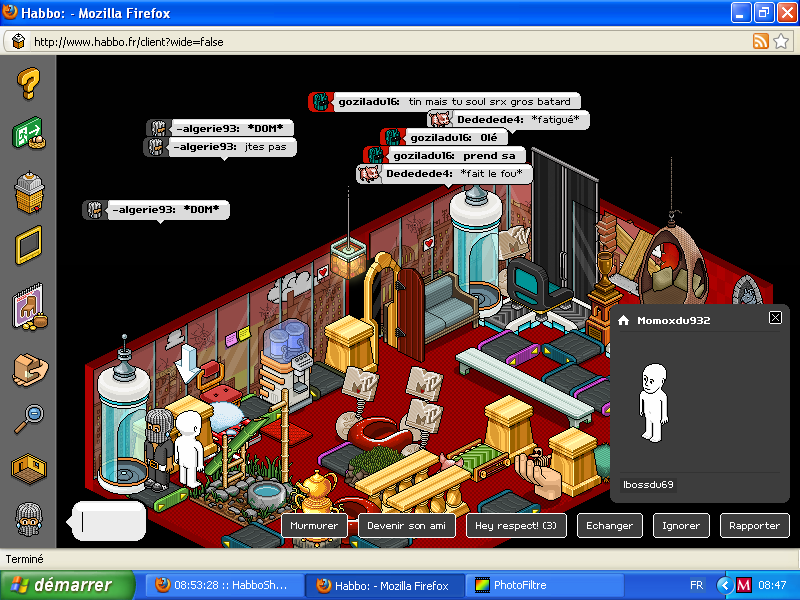 Habbo: - Mozilla Firefox
http://www.habbo.fr/client?wide=false
goziladu16: tin mais tu soul srx gros batard
Dededede4: *fatigué*
-algerie93: *DOM*
goziladu16: Olé
-algerie93: jtes pas
goziladu16: prend sa
Dededede4: *fait le fou*
-algerie93: *DOM*
Momoxdu932
lbossdu69
Murmurer
Devenir son ami
Hey respect! (3)
Echanger
Ignorer
Rapporter
Terminé
démarrer
08:53:28 :: HabboSh...
Habbo: - Mozilla Firefox
PhotoFiltre
FR
08:47